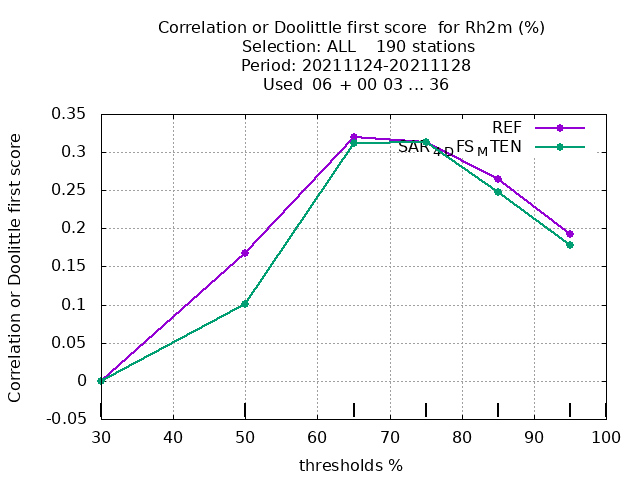 Correlation or Doolittle first score  for Rh2m (%)
Selection: ALL    190 stations
Period: 20211124-20211128
Used  06  + 00 03 ... 36
REF
SAR4DFSMTEN
0.35
0.3
0.25
0.2
0.15
0.1
0.05
0
-0.05
Correlation or Doolittle first score
30 40 50 60 70 80 90 100
thresholds %